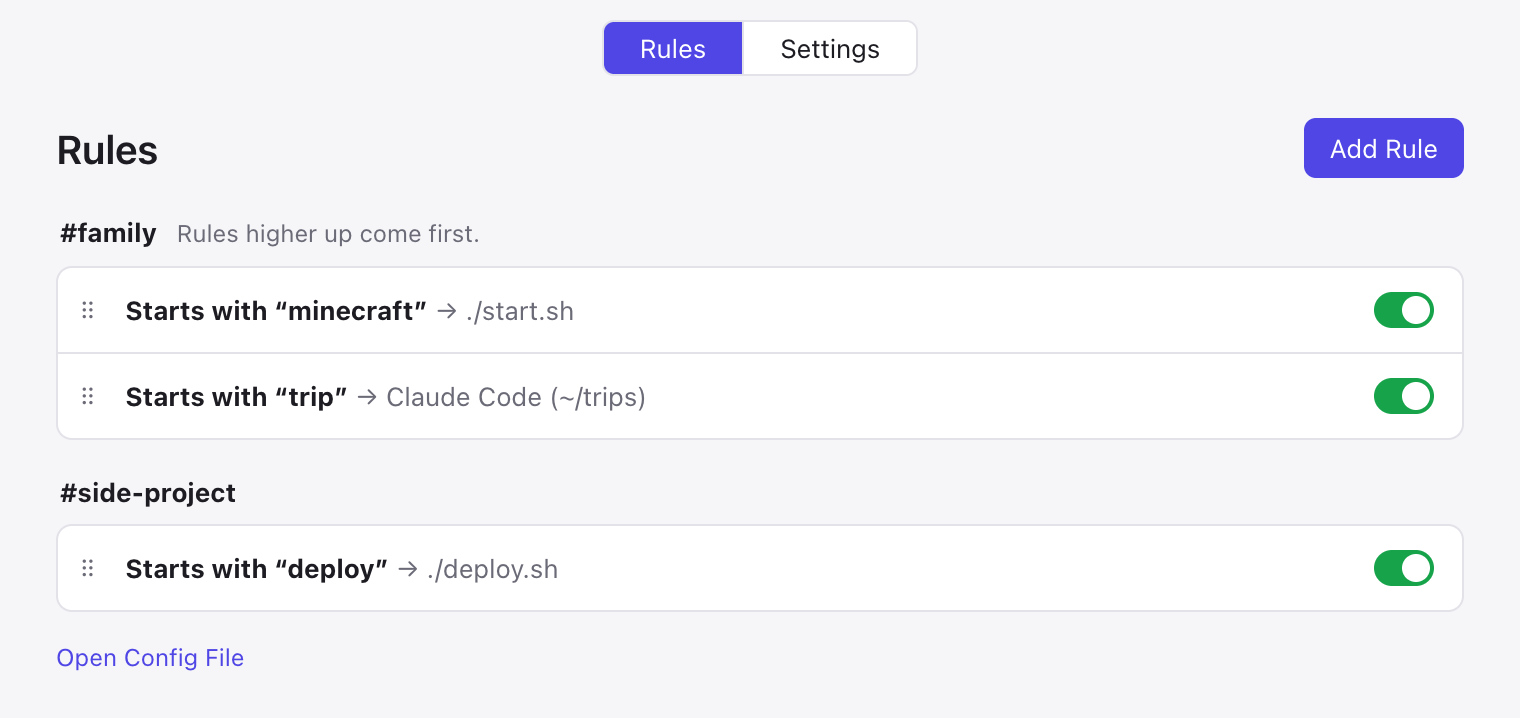 Rules Settings
Rules Add Rule
#family Rules higher up come first.
Starts with “minecraft” → ./start.sh
Starts with “trip” → Claude Code (~/trips)
#side-project
Starts with “deploy” → ./deploy.sh
Open Config File